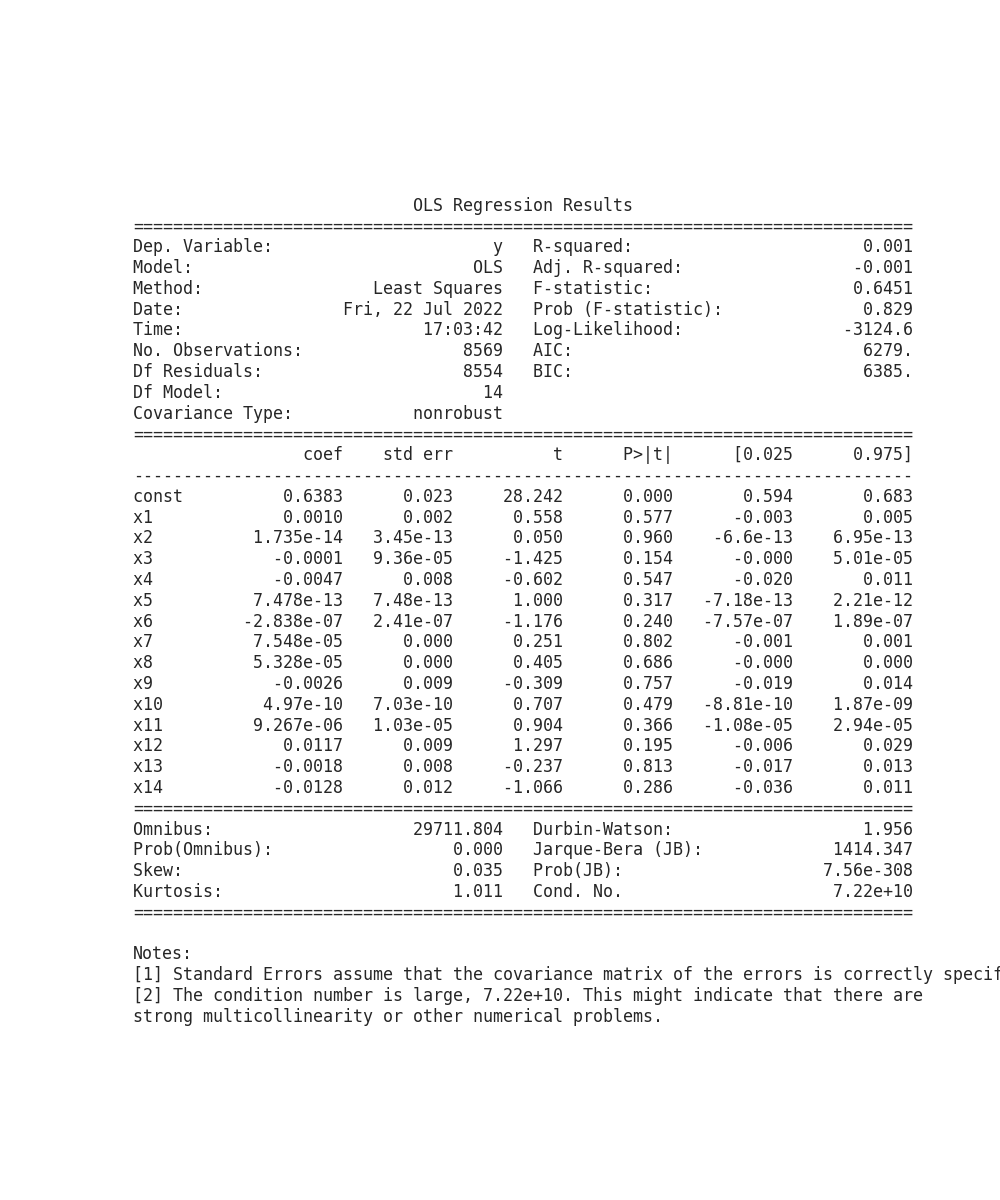 OLS Regression Results
==============================================================================
Dep. Variable:                      y   R-squared:                       0.001
Model:                            OLS   Adj. R-squared:                 -0.001
Method:                 Least Squares   F-statistic:                    0.6451
Date:                Fri, 22 Jul 2022   Prob (F-statistic):              0.829
Time:                        17:03:42   Log-Likelihood:                -3124.6
No. Observations:                8569   AIC:                             6279.
Df Residuals:                    8554   BIC:                             6385.
Df Model:                          14
Covariance Type:            nonrobust
==============================================================================
                 coef    std err          t      P>|t|      [0.025      0.975]
------------------------------------------------------------------------------
const          0.6383      0.023     28.242      0.000       0.594       0.683
x1             0.0010      0.002      0.558      0.577      -0.003       0.005
x2          1.735e-14   3.45e-13      0.050      0.960    -6.6e-13    6.95e-13
x3            -0.0001   9.36e-05     -1.425      0.154      -0.000    5.01e-05
x4            -0.0047      0.008     -0.602      0.547      -0.020       0.011
x5          7.478e-13   7.48e-13      1.000      0.317   -7.18e-13    2.21e-12
x6         -2.838e-07   2.41e-07     -1.176      0.240   -7.57e-07    1.89e-07
x7          7.548e-05      0.000      0.251      0.802      -0.001       0.001
x8          5.328e-05      0.000      0.405      0.686      -0.000       0.000
x9            -0.0026      0.009     -0.309      0.757      -0.019       0.014
x10          4.97e-10   7.03e-10      0.707      0.479   -8.81e-10    1.87e-09
x11         9.267e-06   1.03e-05      0.904      0.366   -1.08e-05    2.94e-05
x12            0.0117      0.009      1.297      0.195      -0.006       0.029
x13           -0.0018      0.008     -0.237      0.813      -0.017       0.013
x14           -0.0128      0.012     -1.066      0.286      -0.036       0.011
==============================================================================
Omnibus:                    29711.804   Durbin-Watson:                   1.956
Prob(Omnibus):                  0.000   Jarque-Bera (JB):             1414.347
Skew:                           0.035   Prob(JB):                    7.56e-308
Kurtosis:                       1.011   Cond. No.                     7.22e+10
==============================================================================
Notes:
[1] Standard Errors assume that the covariance matrix of the errors is correctly specif
[2] The condition number is large, 7.22e+10. This might indicate that there are
strong multicollinearity or other numerical problems.